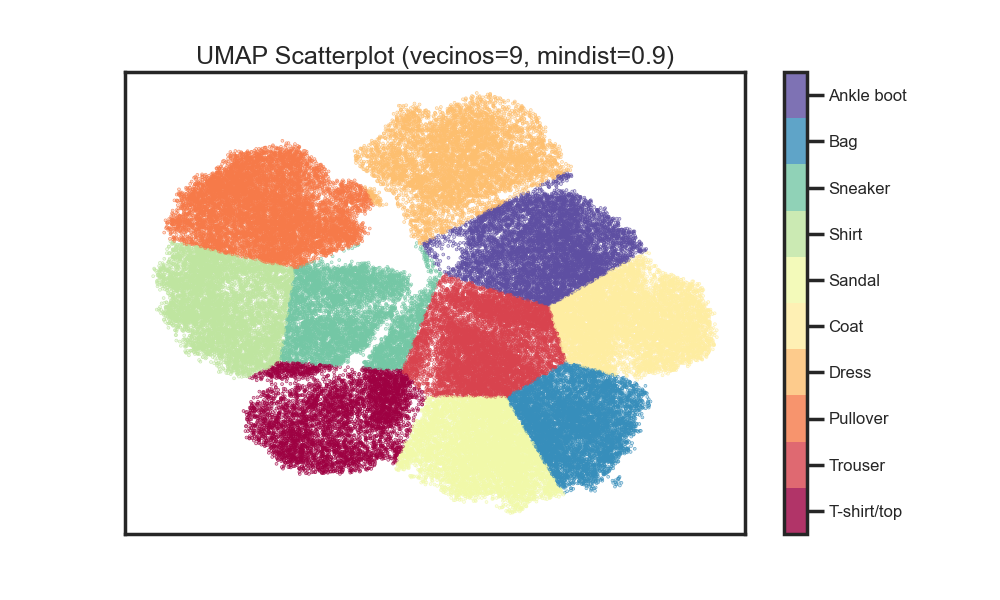 UMAP Scatterplot (vecinos=9, mindist=0.9)
Ankle boot
Bag
Sneaker
Shirt
Sandal
Coat
Dress
Pullover
Trouser
T-shirt/top